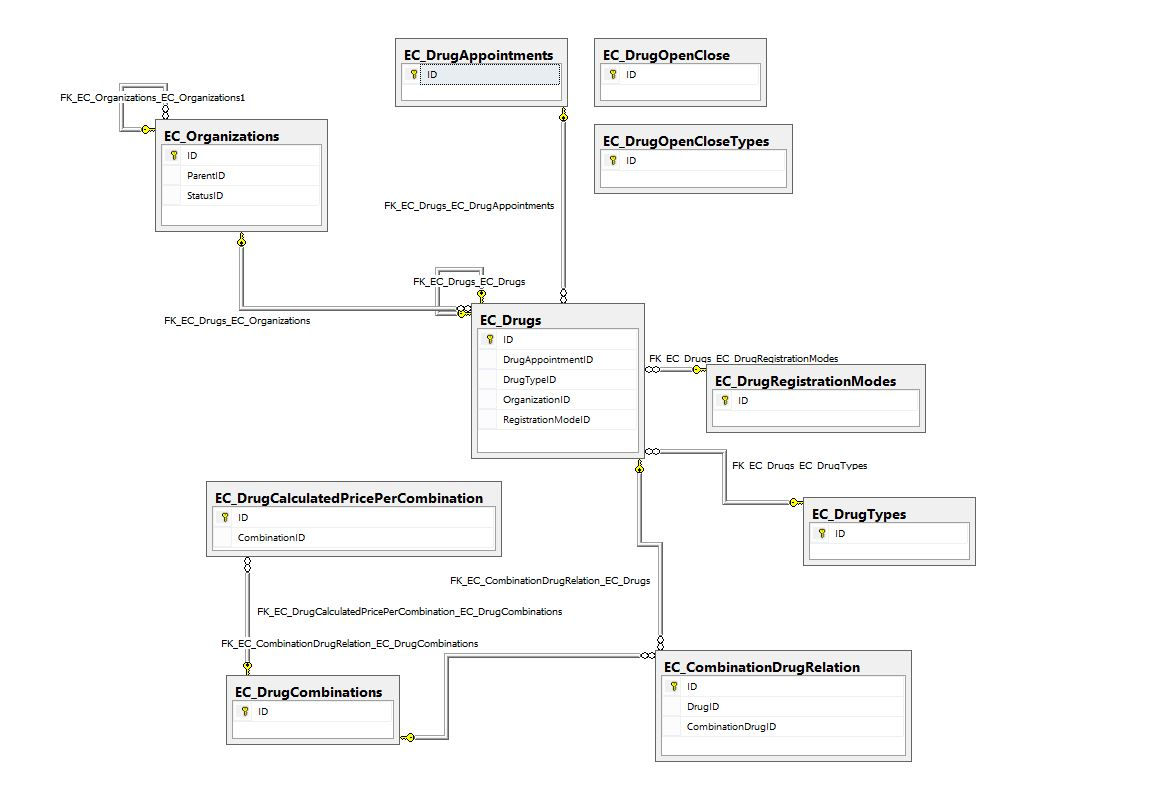 EC_DrugAppointments
ID
EC_DrugOpenClose
ID
FK_EC_Organizations_EC_Organizations1
EC_Organizations
ID
ParentID
StatusID
EC_DrugOpenCloseTypes
ID
FK_EC_Drugs_EC_DrugAppointments
FK_EC_Drugs_EC_Drugs
FK_EC_Drugs_EC_Organizations
EC_Drugs
ID
DrugAppointmentID
DrugTypeID
OrganizationID
RegistrationModeID
FK_EC_Drugs_EC_DrugRegistrationModes
EC_DrugRegistrationModes
ID
FK_EC_Drugs_EC_DrugTypes
EC_DrugTypes
ID
EC_DrugCalculatedPricePerCombination
ID
CombinationID
FK_EC_CombinationDrugRelation_EC_Drugs
FK_EC_DrugCalculatedPricePerCombination_EC_DrugCombinations
FK_EC_CombinationDrugRelation_EC_DrugCombinations
EC_DrugCombinations
ID
EC_CombinationDrugRelation
ID
DrugID
CombinationDrugID